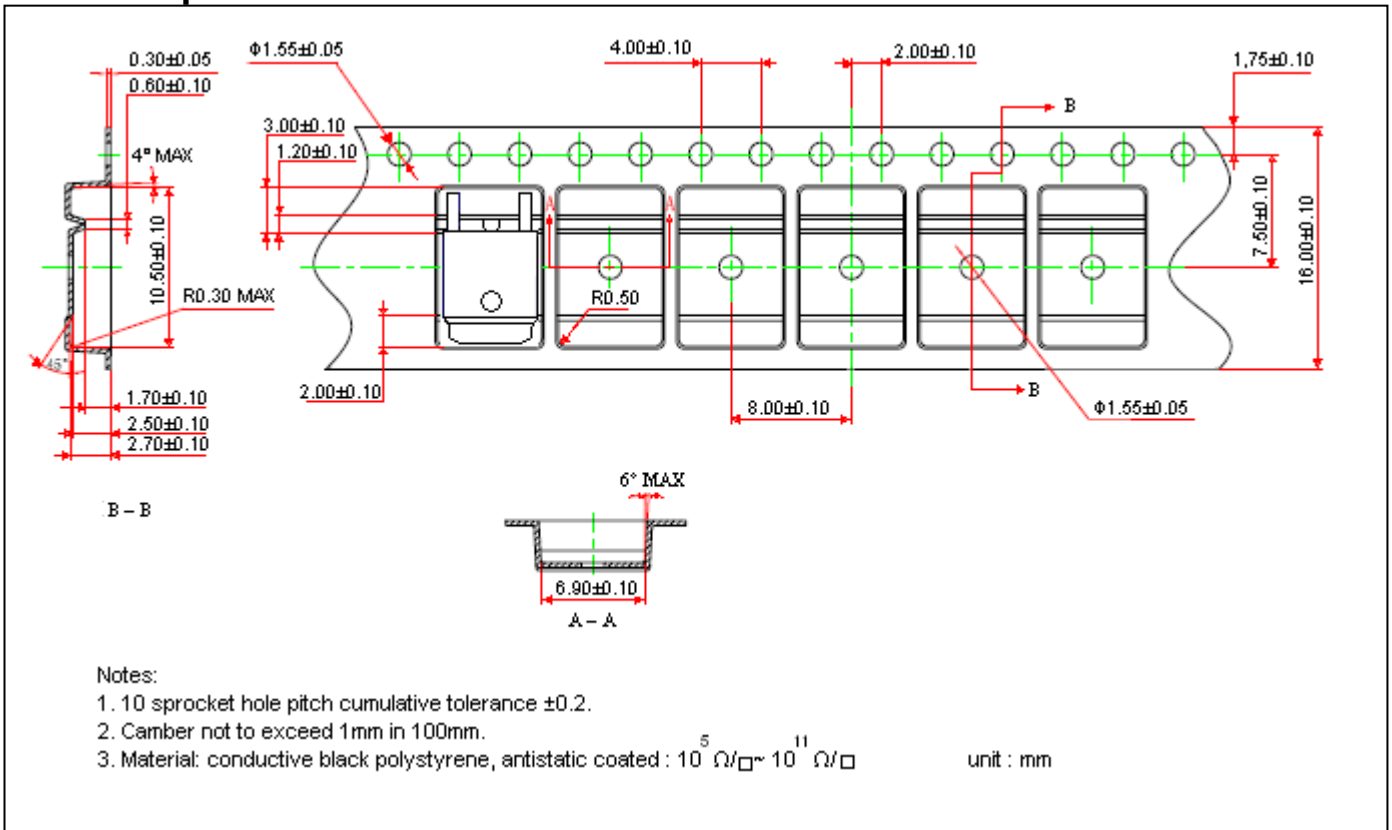 0.30±0.05
Φ1.55±0.05
4.00±0.10
2.00±0.10
1,75±0.10
0.60±0.10
B
3.00±0.10
4° MAX
1.20±0.10
A
A
10.50±0.10
7.50±0.10
16.00±0.10
R0.30 MAX
R0.50
45°
1.70±0.10
2.00±0.10
B
2.50±0.10
8.00±0.10
Φ1.55±0.05
2.70±0.10
6° MAX
B – B
6.90±0.10
A – A
Notes:
1. 10 sprocket hole pitch cumulative tolerance ±0.2.
2. Camber not to exceed 1mm in 100mm.
3. Material: conductive black polystyrene, antistatic coated : 10^5 Ω/□~ 10^11 Ω/□ unit : mm